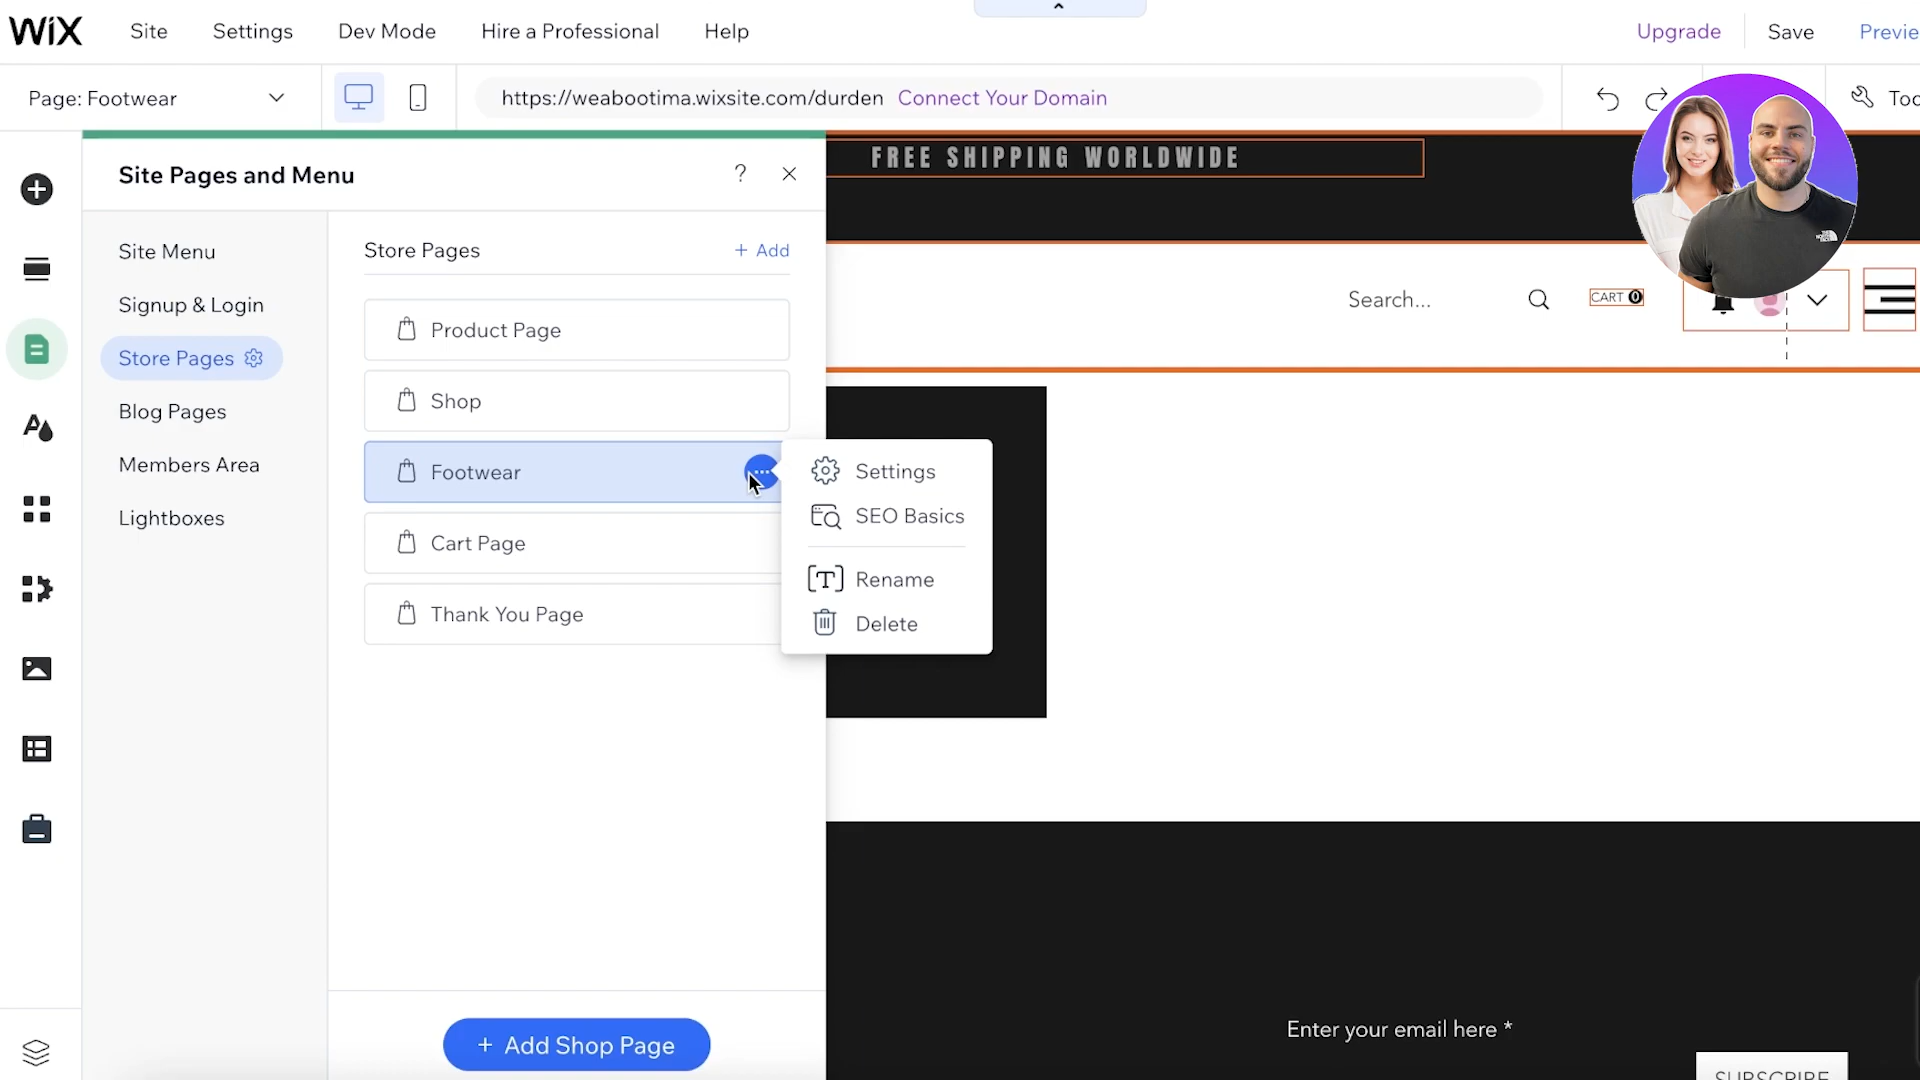 WiX Site Settings Dev Mode Hire a Professional Help Upgrade Save Previe
Page: Footwear https://weabootima.wixsite.com/durden Connect Your Domain Too
Site Pages and Menu ?
Site Menu
Signup & Login
Store Pages
Blog Pages
Members Area
Lightboxes
Store Pages + Add
Product Page
Shop
Footwear
Cart Page
Thank You Page
+ Add Shop Page
Settings
SEO Basics
Rename
Delete
FREE SHIPPING WORLDWIDE
Search... CART 0
Enter your email here *
SUBSCRIBE